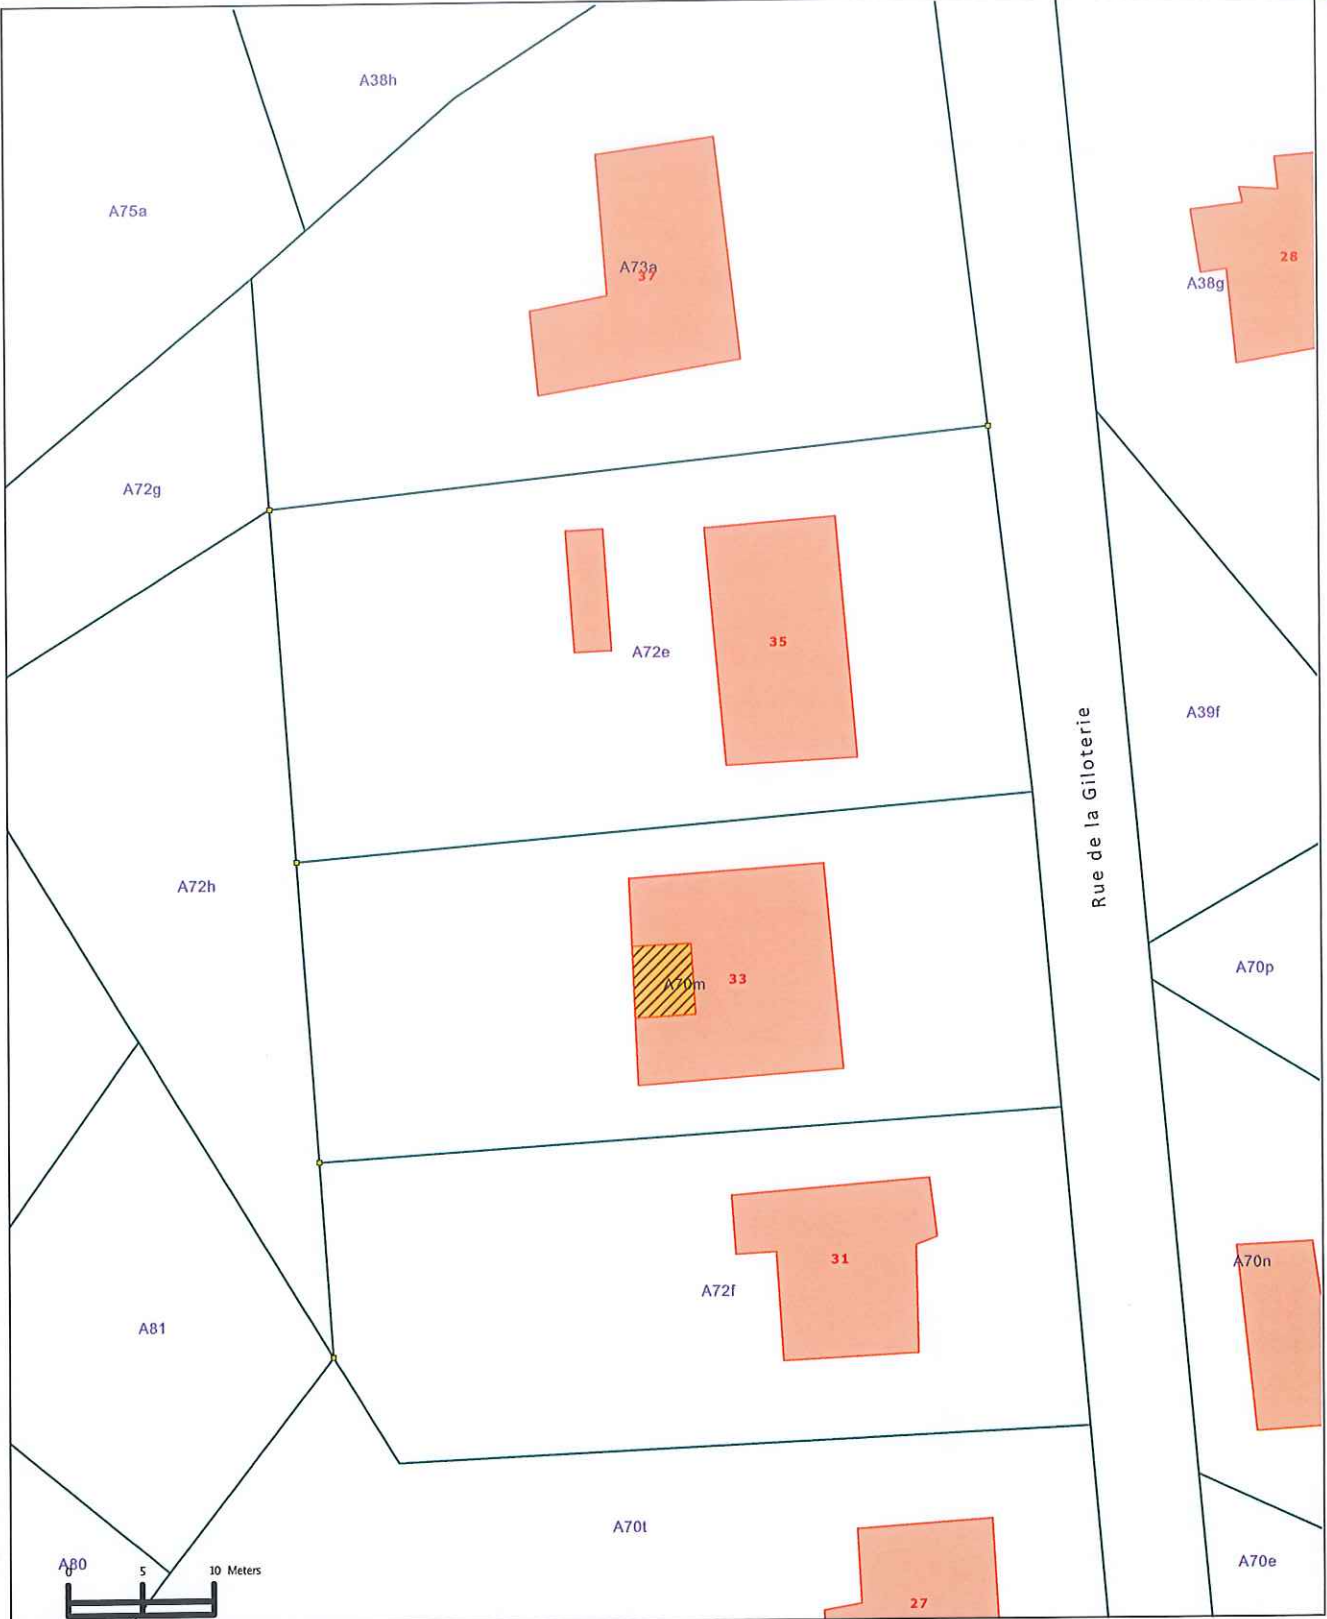 A38h
A75a
A73a
37
28
A38g
A72g
35
A72e
A39f
Rue de la Giloterie
A72h
A70p
A70m
33
A70n
31
A72f
A81
A70t
A80
A70e
0 5 10 Meters
27